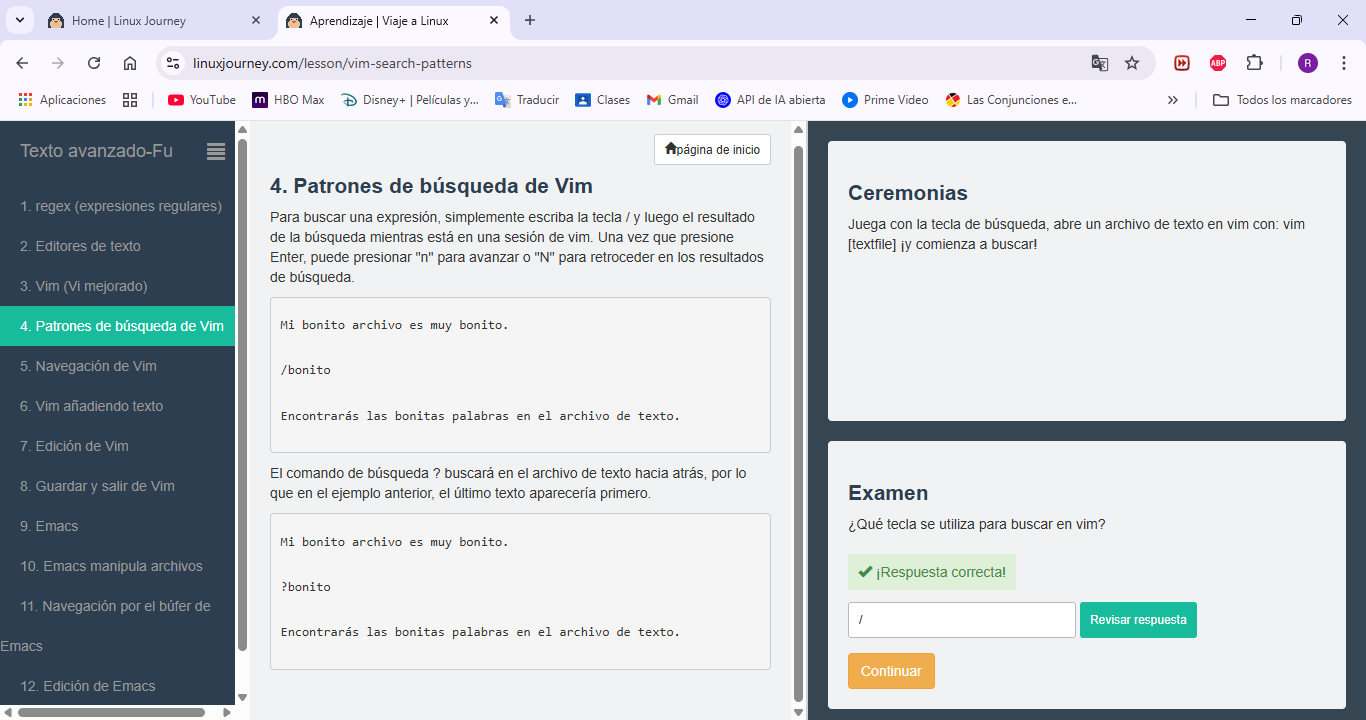 Home | Linux Journey
Aprendizaje | Viaje a Linux
linuxjourney.com/lesson/vim-search-patterns
ABP
R
Aplicaciones
YouTube
HBO Max
Disney+ | Películas y...
Traducir
Clases
Gmail
API de IA abierta
Prime Video
Las Conjunciones e...
Todos los marcadores
Texto avanzado-Fu
1. regex (expresiones regulares)
2. Editores de texto
3. Vim (Vi mejorado)
4. Patrones de búsqueda de Vim
5. Navegación de Vim
6. Vim añadiendo texto
7. Edición de Vim
8. Guardar y salir de Vim
9. Emacs
10. Emacs manipula archivos
11. Navegación por el búfer de
Emacs
12. Edición de Emacs
página de inicio
4. Patrones de búsqueda de Vim
Para buscar una expresión, simplemente escriba la tecla / y luego el resultado
de la búsqueda mientras está en una sesión de vim. Una vez que presione
Enter, puede presionar "n" para avanzar o "N" para retroceder en los resultados
de búsqueda.
Mi bonito archivo es muy bonito.
/bonito
Encontrarás las bonitas palabras en el archivo de texto.
El comando de búsqueda ? buscará en el archivo de texto hacia atrás, por lo
que en el ejemplo anterior, el último texto aparecería primero.
Mi bonito archivo es muy bonito.
?bonito
Encontrarás las bonitas palabras en el archivo de texto.
Ceremonias
Juega con la tecla de búsqueda, abre un archivo de texto en vim con: vim
[textfile] ¡y comienza a buscar!
Examen
¿Qué tecla se utiliza para buscar en vim?
¡Respuesta correcta!
/
Revisar respuesta
Continuar